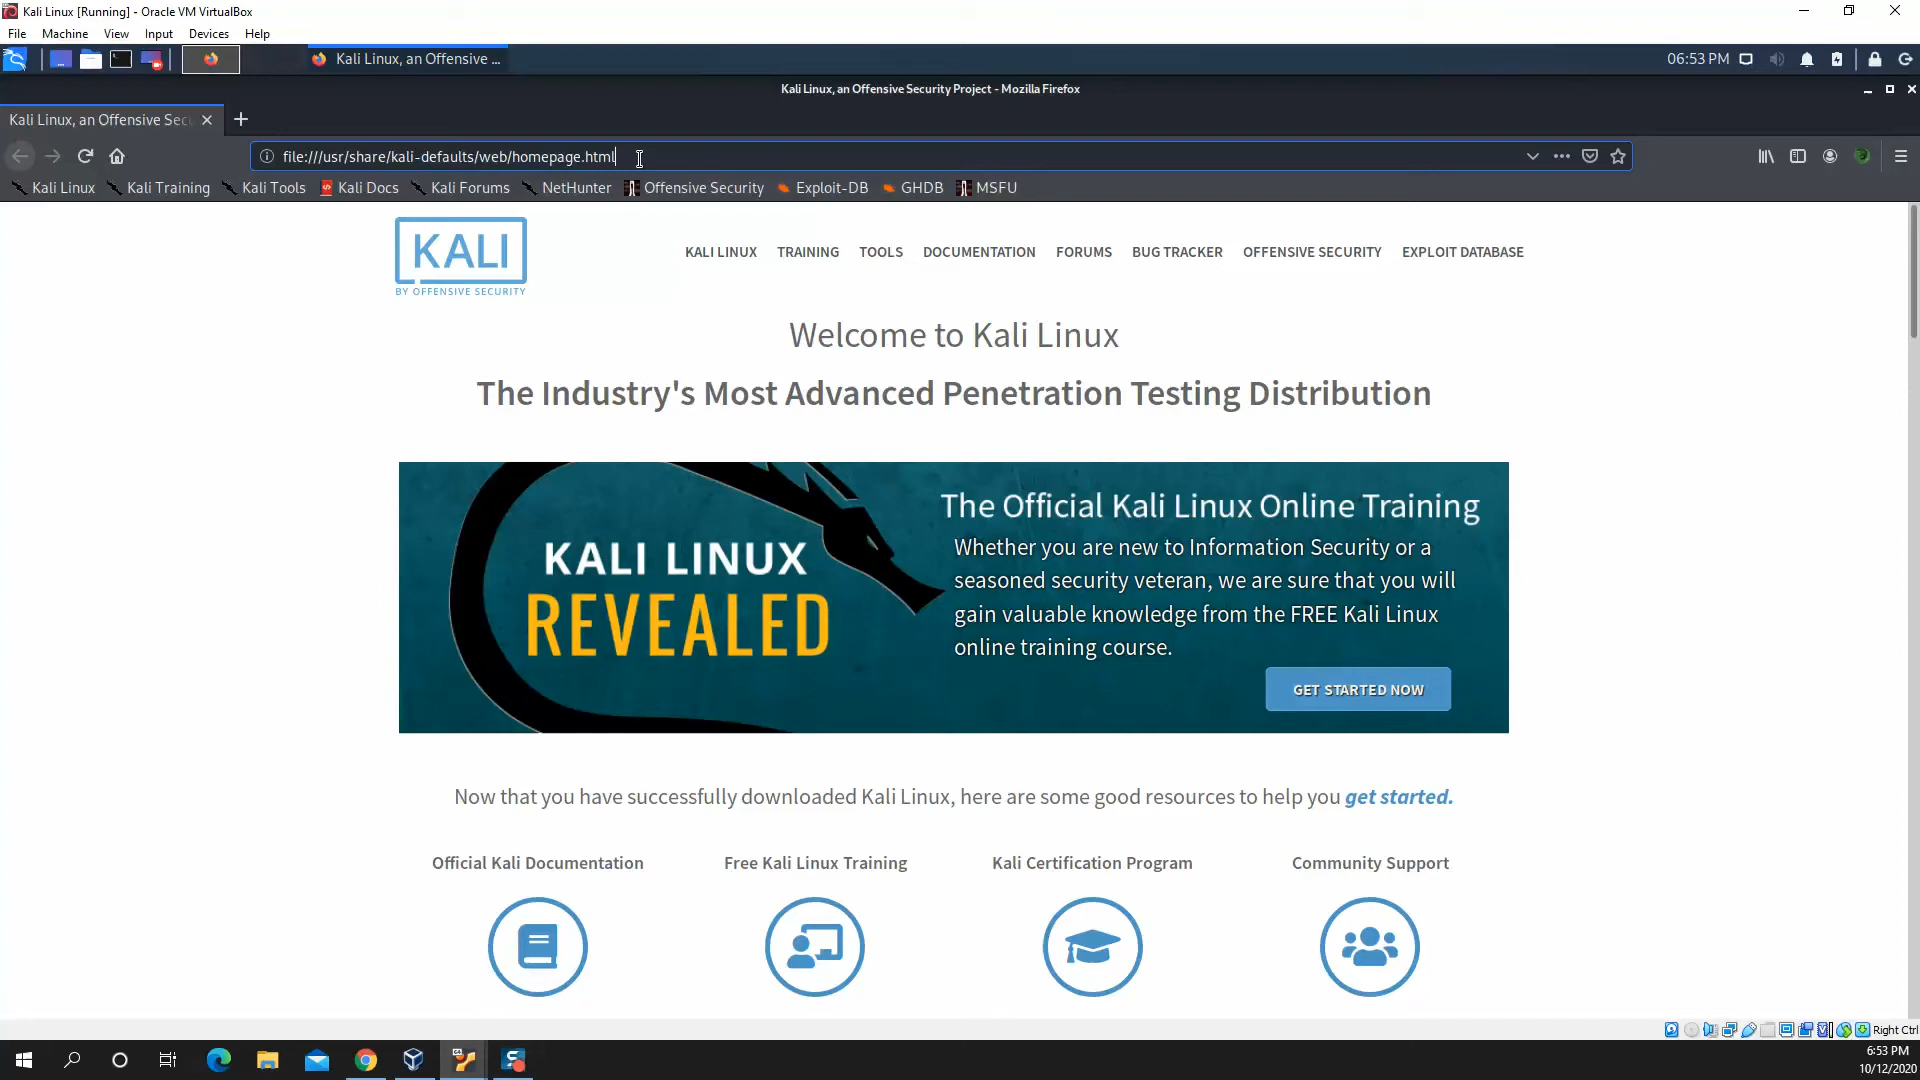 Kali Linux [Running] - Oracle VM VirtualBox
File Machine View Input Devices Help
Kali Linux, an Offensive ...
06:53 PM
Kali Linux, an Offensive Security Project - Mozilla Firefox
Kali Linux, an Offensive Sec
file:///usr/share/kali-defaults/web/homepage.html
Kali Linux Kali Training Kali Tools Kali Docs Kali Forums NetHunter Offensive Security Exploit-DB GHDB MSFU
KALI
BY OFFENSIVE SECURITY
KALI LINUX TRAINING TOOLS DOCUMENTATION FORUMS BUG TRACKER OFFENSIVE SECURITY EXPLOIT DATABASE
Welcome to Kali Linux
The Industry's Most Advanced Penetration Testing Distribution
KALI LINUX
REVEALED
The Official Kali Linux Online Training
Whether you are new to Information Security or a
seasoned security veteran, we are sure that you will
gain valuable knowledge from the FREE Kali Linux
online training course.
GET STARTED NOW
Now that you have successfully downloaded Kali Linux, here are some good resources to help you get started.
Official Kali Documentation Free Kali Linux Training Kali Certification Program Community Support
Right Ctrl
6:53 PM
10/12/2020